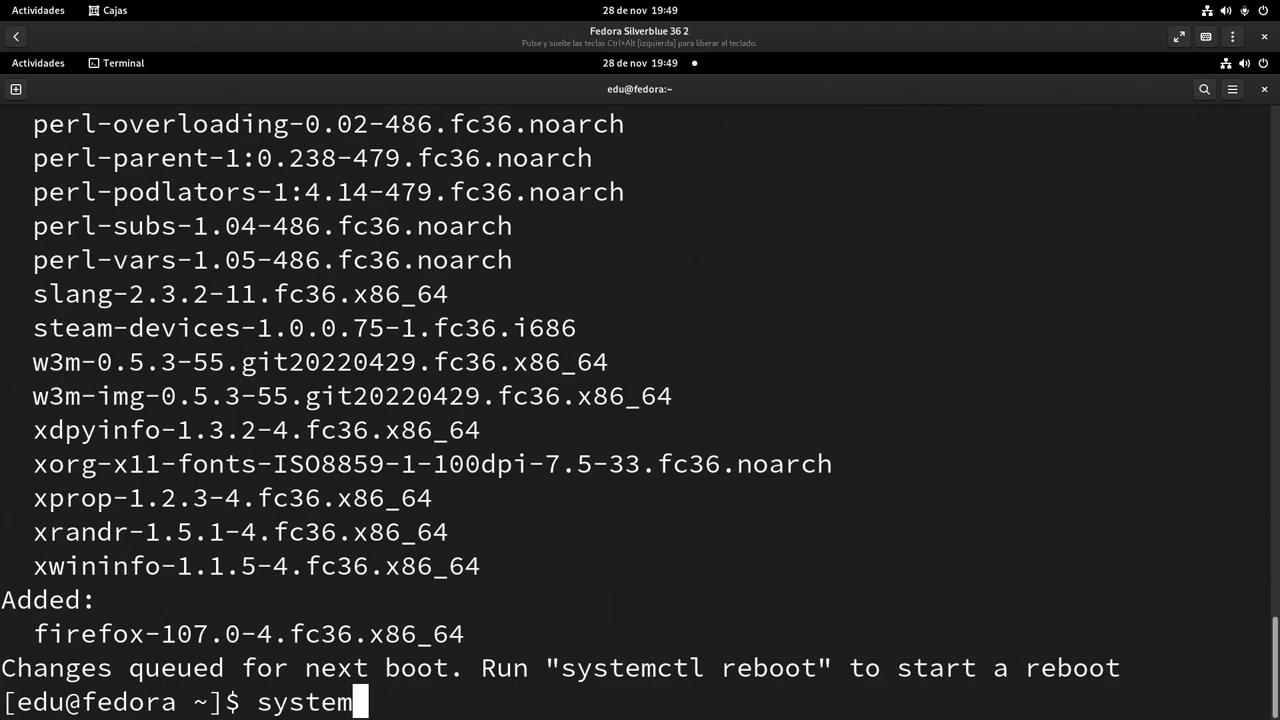 Actividades Cajas 28 de nov 19:49
Fedora Silverblue 36 2
Pulse y suelte las teclas Ctrl+Alt [izquierda] para liberar el teclado.
Actividades Terminal 28 de nov 19:49
edu@fedora:~
perl-overloading-0.02-486.fc36.noarch
perl-parent-1:0.238-479.fc36.noarch
perl-podlators-1:4.14-479.fc36.noarch
perl-subs-1.04-486.fc36.noarch
perl-vars-1.05-486.fc36.noarch
slang-2.3.2-11.fc36.x86_64
steam-devices-1.0.0.75-1.fc36.i686
w3m-0.5.3-55.git20220429.fc36.x86_64
w3m-img-0.5.3-55.git20220429.fc36.x86_64
xdpyinfo-1.3.2-4.fc36.x86_64
xorg-x11-fonts-ISO8859-1-100dpi-7.5-33.fc36.noarch
xprop-1.2.3-4.fc36.x86_64
xrandr-1.5.1-4.fc36.x86_64
xwininfo-1.1.5-4.fc36.x86_64
Added:
firefox-107.0-4.fc36.x86_64
Changes queued for next boot. Run "systemctl reboot" to start a reboot
[edu@fedora ~]$ system